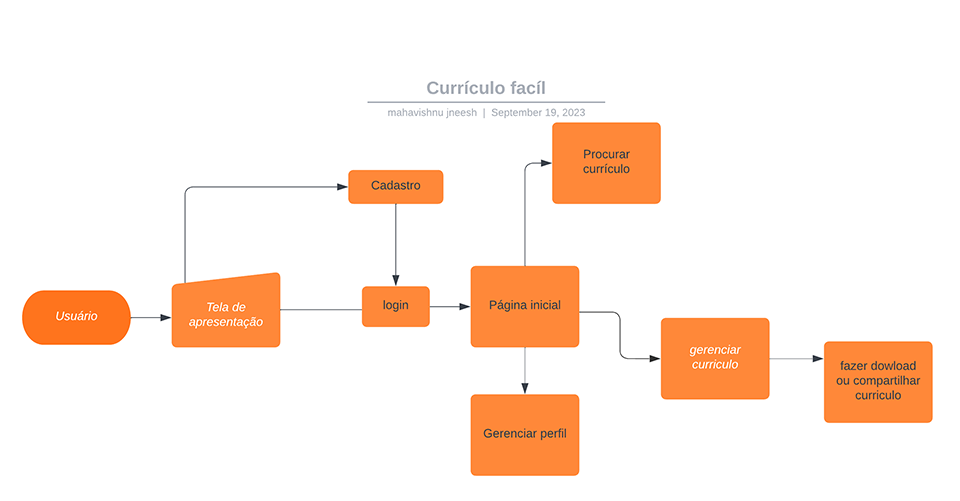 Currículo facíl
mahavishnu jneesh | September 19, 2023
Procurar
currículo
Cadastro
Usuário
Tela de
apresentação
login
Página inicial
gerenciar
curriculo
fazer dowload
ou compartilhar
curriculo
Gerenciar perfil